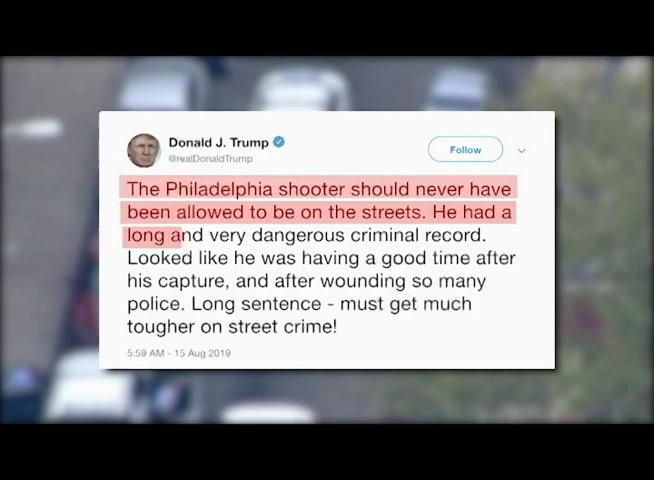 Donald J. Trump
@realDonaldTrump
Follow
The Philadelphia shooter should never have
been allowed to be on the streets. He had a
long and very dangerous criminal record.
Looked like he was having a good time after
his capture, and after wounding so many
police. Long sentence - must get much
tougher on street crime!
5:59 AM - 15 Aug 2019